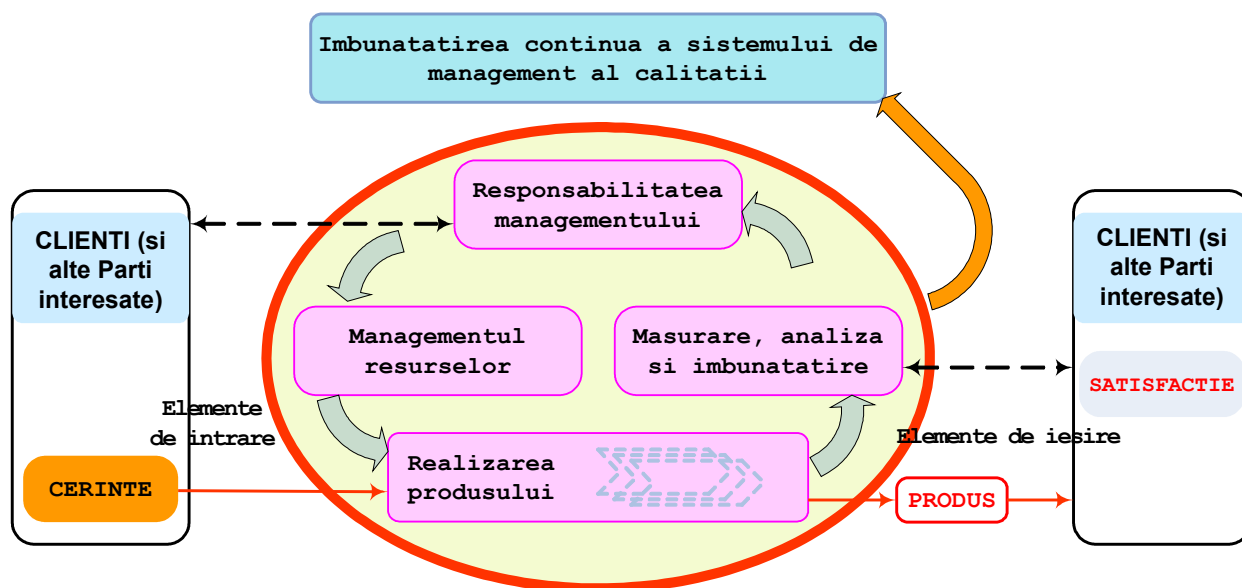 Imbunatatirea continua a sistemului de
management al calitatii
Responsabilitatea
managementului
CLIENTI (si
alte Parti
interesate)
CLIENTI (si
alte Parti
interesate)
Managementul
resurselor
Masurare, analiza
si imbunatatire
SATISFACTIE
Elemente
de intrare
Elemente de iesire
Realizarea
produsului
CERINTE
PRODUS